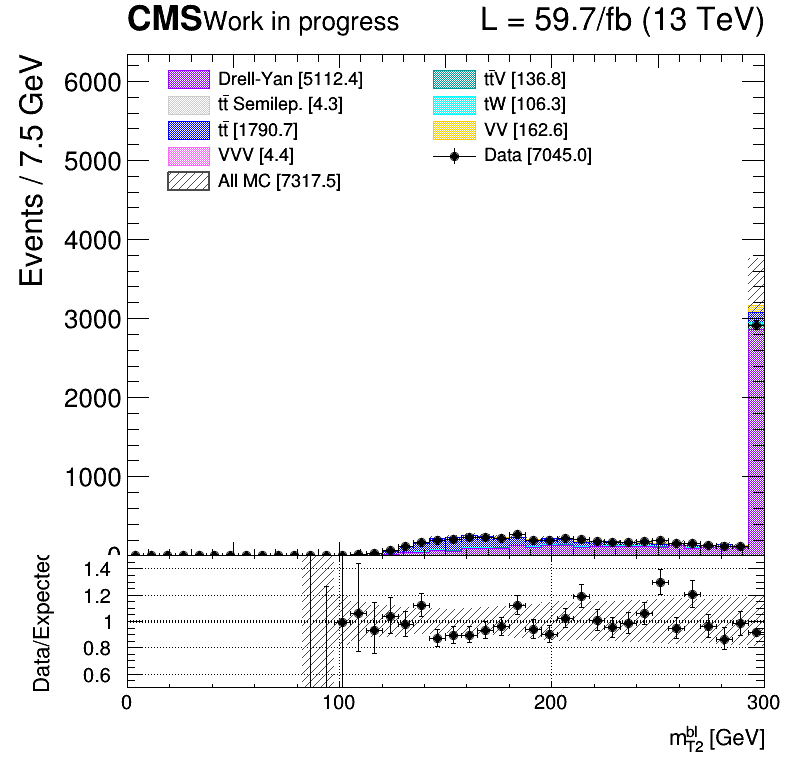 CMS Work in progress L = 59.7/fb (13 TeV)
Events / 7.5 GeV
6000
5000
4000
3000
2000
1000
0
Drell-Yan [5112.4]
tt̄ Semilep. [4.3]
tt̄ [1790.7]
VVV [4.4]
All MC [7317.5]
tt̄V [136.8]
tW [106.3]
VV [162.6]
Data [7045.0]
Data/Expected
1.4
1.2
1
0.8
0.6
0 100 200 300
m_T2^bl [GeV]